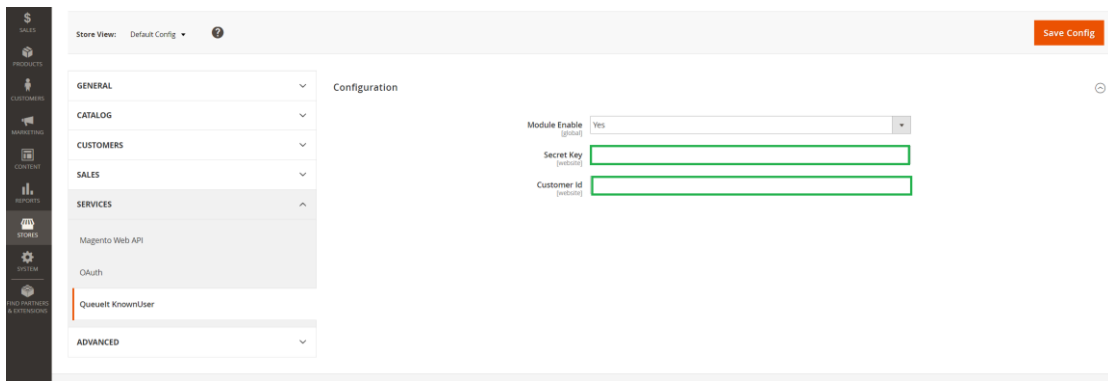 $
SALES
PRODUCTS
CUSTOMERS
MARKETING
CONTENT
REPORTS
STORES
SYSTEM
FIND PARTNERS
& EXTENSIONS
Store View: Default Config
?
Save Config
GENERAL
CATALOG
CUSTOMERS
SALES
SERVICES
Magento Web API
OAuth
QueueIt KnownUser
ADVANCED
Configuration
Module Enable Yes
[global]
Secret Key
[website]
Customer Id
[website]